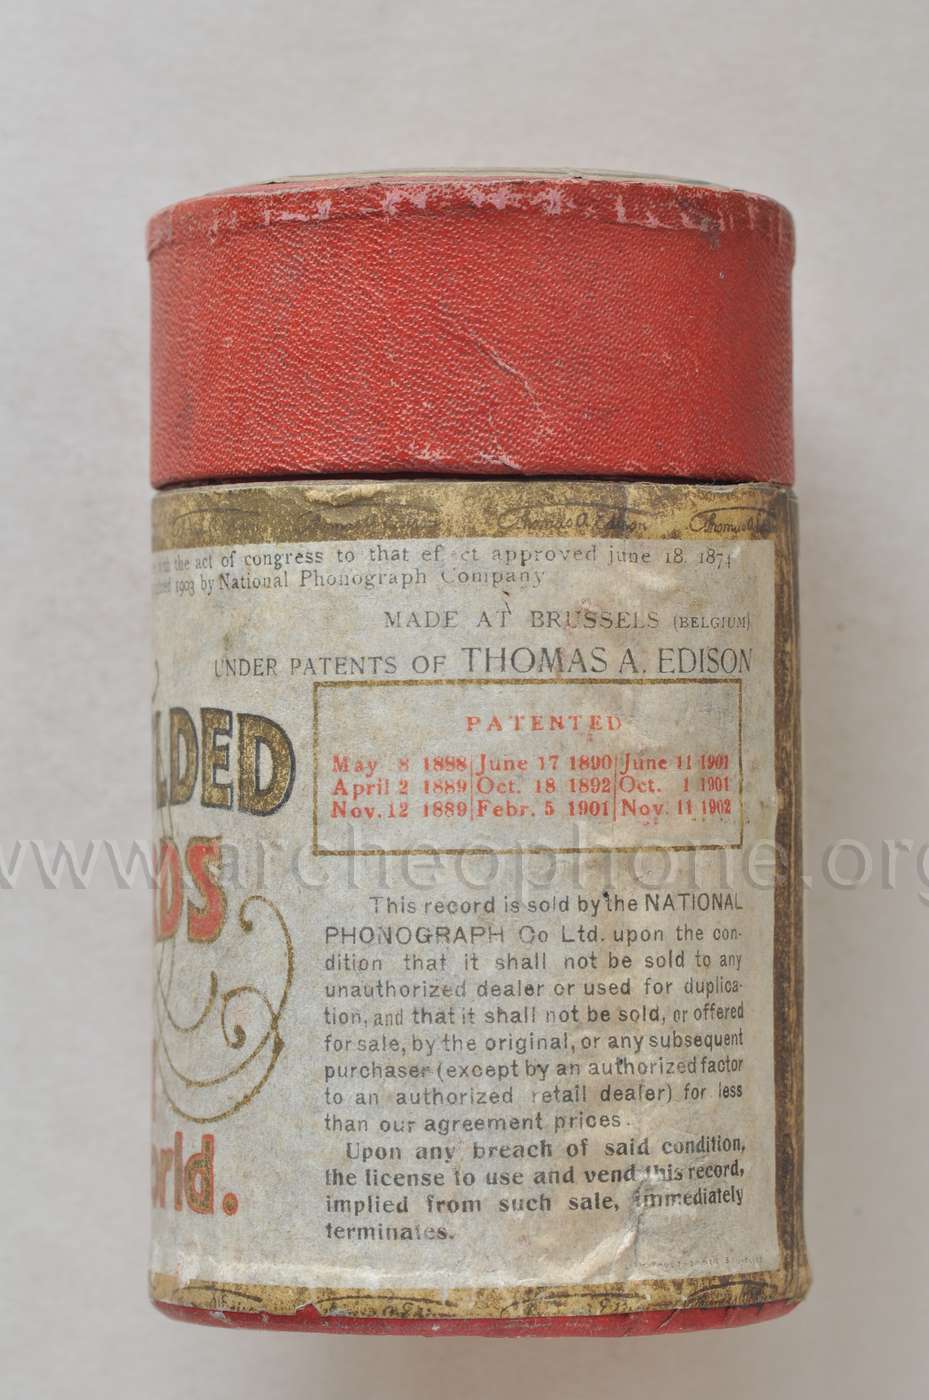 Thomas A. Edison
the act of congress to that effect approved june 18. 1874
1903 by National Phonograph Company
MADE AT BRUSSELS (BELGIUM)
UNDER PATENTS OF THOMAS A. EDISON
LDED
DS
orld.
PATENTED
May 8 1888 June 17 1890 June 11 1901
April 2 1889 Oct. 18 1892 Oct. 1 1901
Nov. 12 1889 Febr. 5 1901 Nov. 11 1902
www.archeophone.org
This record is sold by the NATIONAL
PHONOGRAPH Co Ltd. upon the con-
dition that it shall not be sold to any
unauthorized dealer or used for duplica-
tion, and that it shall not be sold, or offered
for sale, by the original, or any subsequent
purchaser (except by an authorized factor
to an authorized retail dealer) for less
than our agreement prices.
Upon any breach of said condition,
the license to use and vend this record,
implied from such sale, immediately
terminates.